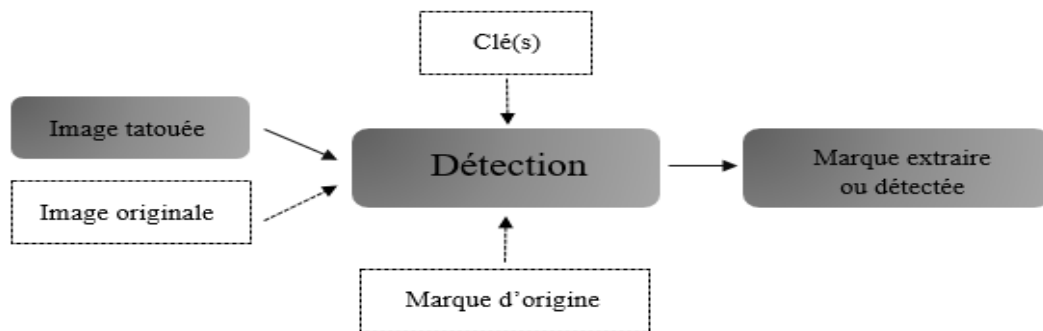 Clé(s)
Image tatouée
Détection
Marque extraire
ou détectée
Image originale
Marque d'origine